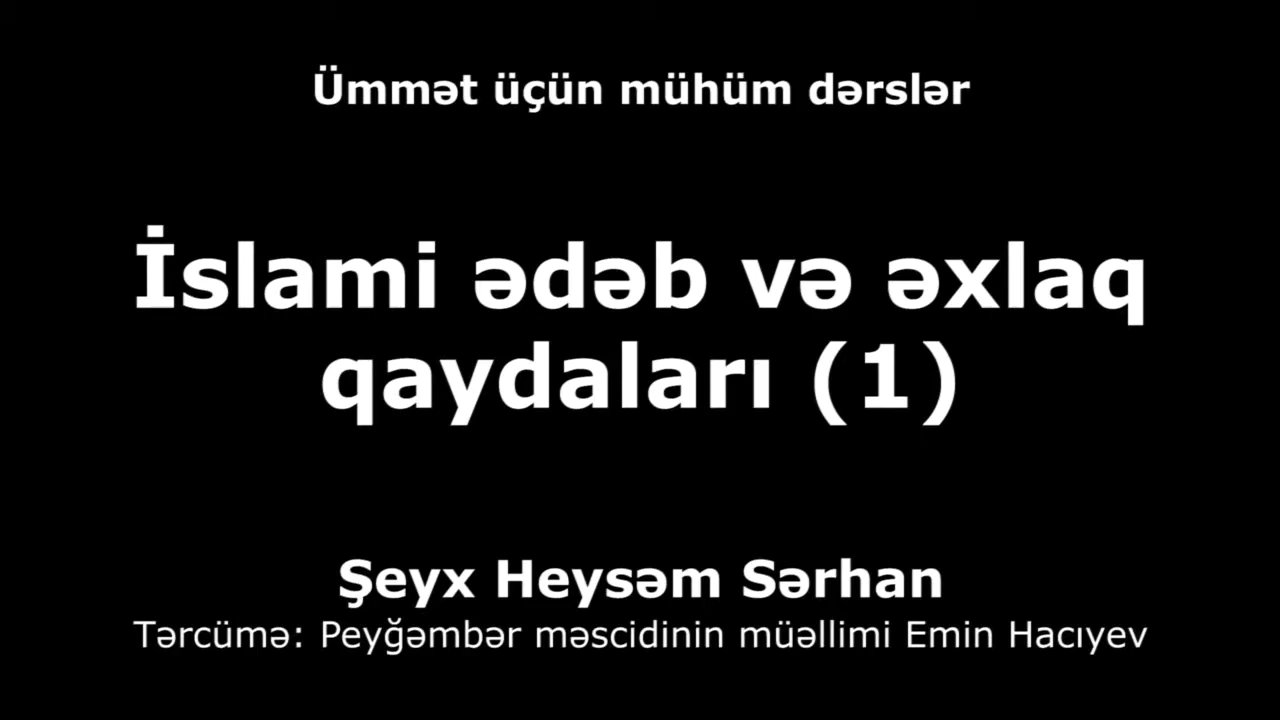 Ümmət üçün mühüm dərslər
İslami ədəb və əxlaq
qaydaları (1)
Şeyx Heysəm Sərhan
Tərcümə: Peyğəmbər məscidinin müəllimi Emin Hacıyev